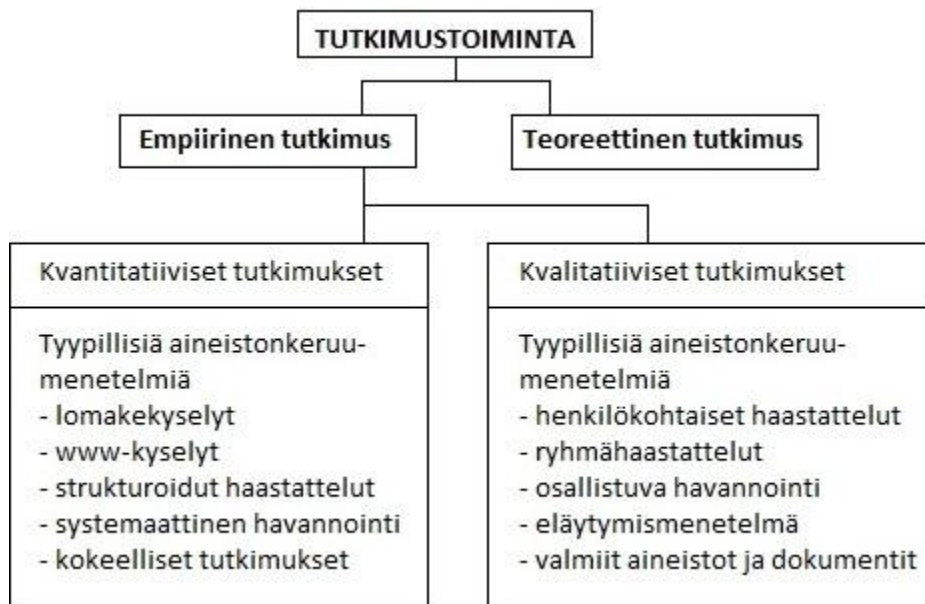 TUTKIMUSTOIMINTA
Empiirinen tutkimus
Teoreettinen tutkimus
Kvantitatiiviset tutkimukset
Tyypillisiä aineistonkeruu-
menetelmiä
- lomakekyselyt
- www-kyselyt
- strukturoidut haastattelut
- systemaattinen havannointi
- kokeelliset tutkimukset
Kvalitatiiviset tutkimukset
Tyypillisiä aineistonkeruu-
menetelmiä
- henkilökohtaiset haastattelut
- ryhmähaastattelut
- osallistuva havannointi
- eläytymismenetelmä
- valmiit aineistot ja dokumentit